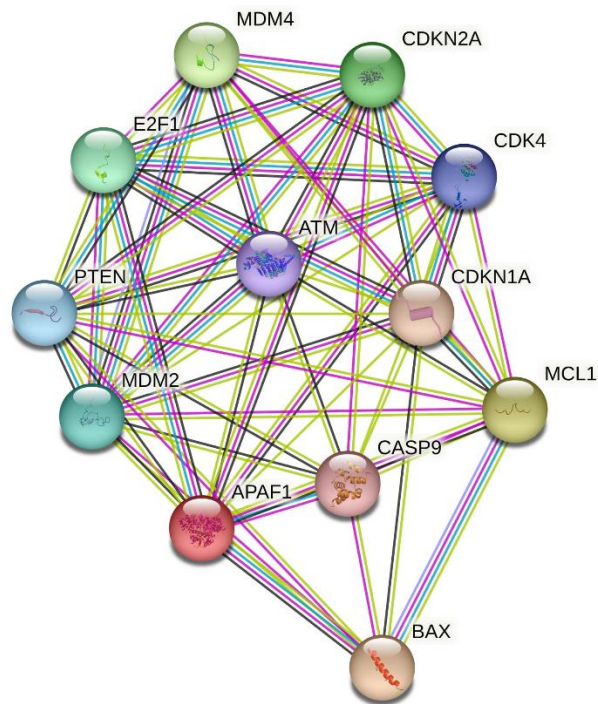 MDM4
CDKN2A
E2F1
CDK4
ATM
PTEN
CDKN1A
MDM2
MCL1
CASP9
APAF1
BAX